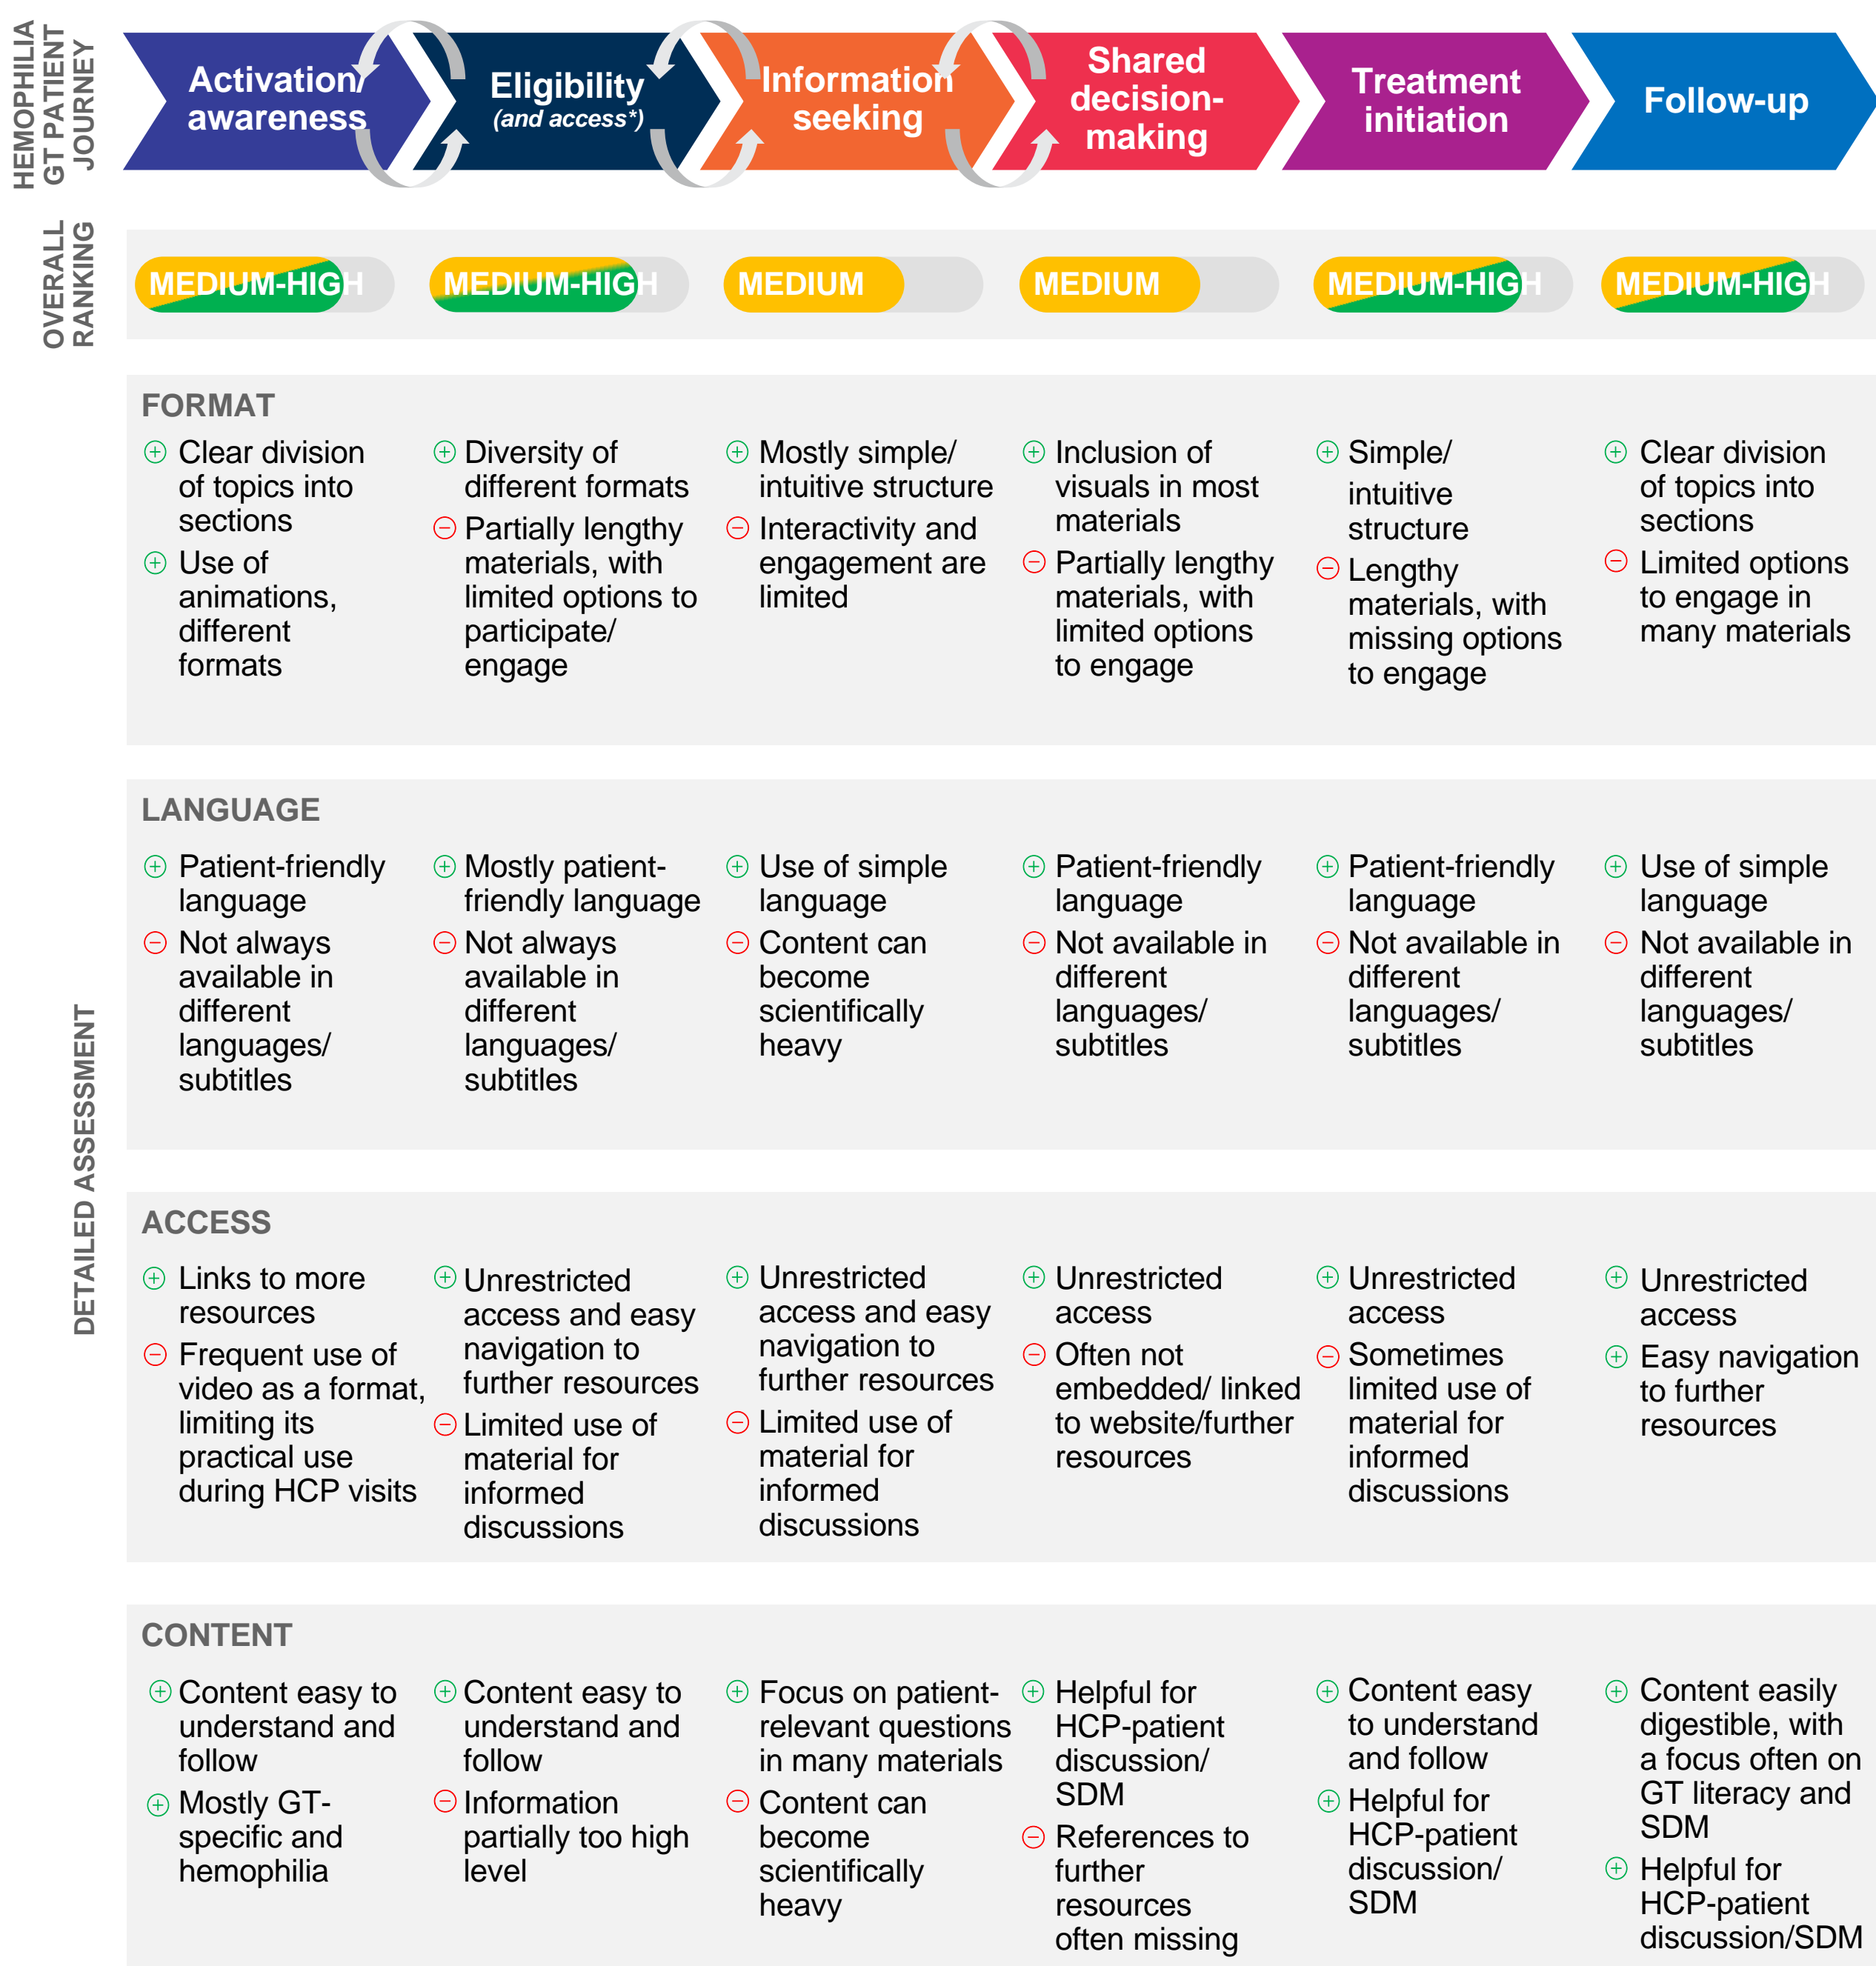 HEMOPHILIA
GT PATIENT
JOURNEY
Activation/
awareness
Eligibility
(and access*)
Information
seeking
Shared
decision-
making
Treatment
initiation
Follow-up
OVERALL
RANKING
MEDIUM-HIGH
MEDIUM-HIGH
MEDIUM
MEDIUM
MEDIUM-HIGH
MEDIUM-HIGH
DETAILED ASSESSMENT
FORMAT
Clear division
of topics into
sections
Use of
animations,
different
formats
Diversity of
different formats
Partially lengthy
materials, with
limited options to
participate/
engage
Mostly simple/
intuitive structure
Interactivity and
engagement are
limited
Inclusion of
visuals in most
materials
Partially lengthy
materials, with
limited options
to engage
Simple/
intuitive
structure
Lengthy
materials, with
missing options
to engage
Clear division
of topics into
sections
Limited options
to engage in
many materials
LANGUAGE
Patient-friendly
language
Not always
available in
different
languages/
subtitles
Mostly patient-
friendly language
Not always
available in
different
languages/
subtitles
Use of simple
language
Content can
become
scientifically
heavy
Patient-friendly
language
Not available in
different
languages/
subtitles
Patient-friendly
language
Not available in
different
languages/
subtitles
Use of simple
language
Not available in
different
languages/
subtitles
ACCESS
Links to more
resources
Frequent use of
video as a format,
limiting its
practical use
during HCP visits
Unrestricted
access and easy
navigation to
further resources
Limited use of
material for
informed
discussions
Unrestricted
access and easy
navigation to
further resources
Limited use of
material for
informed
discussions
Unrestricted
access
Often not
embedded/ linked
to website/further
resources
Unrestricted
access
Sometimes
limited use of
material for
informed
discussions
Unrestricted
access
Easy navigation
to further
resources
CONTENT
Content easy to
understand and
follow
Mostly GT-
specific and
hemophilia
Content easy to
understand and
follow
Information
partially too high
level
Focus on patient-
relevant questions
in many materials
Content can
become
scientifically
heavy
Helpful for
HCP-patient
discussion/
SDM
References to
further
resources
often missing
Content easy
to understand
and follow
Helpful for
HCP-patient
discussion/
SDM
Content easily
digestible, with
a focus often on
GT literacy and
SDM
Helpful for
HCP-patient
discussion/SDM